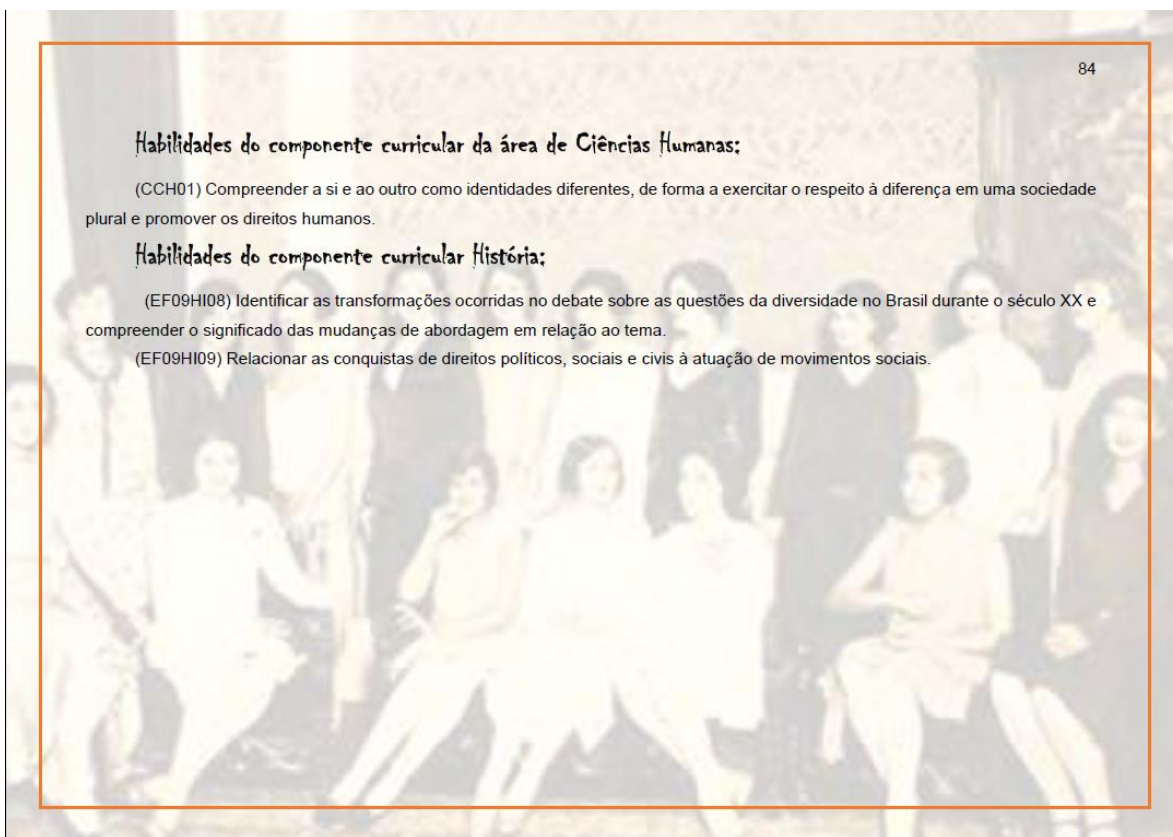 84
Habilidades do componente curricular da área de Ciências Humanas:
(CCH01) Compreender a si e ao outro como identidades diferentes, de forma a exercitar o respeito à diferença em uma sociedade
plural e promover os direitos humanos.
Habilidades do componente curricular História:
(EF09HI08) Identificar as transformações ocorridas no debate sobre as questões da diversidade no Brasil durante o século XX e
compreender o significado das mudanças de abordagem em relação ao tema.
(EF09HI09) Relacionar as conquistas de direitos políticos, sociais e civis à atuação de movimentos sociais.